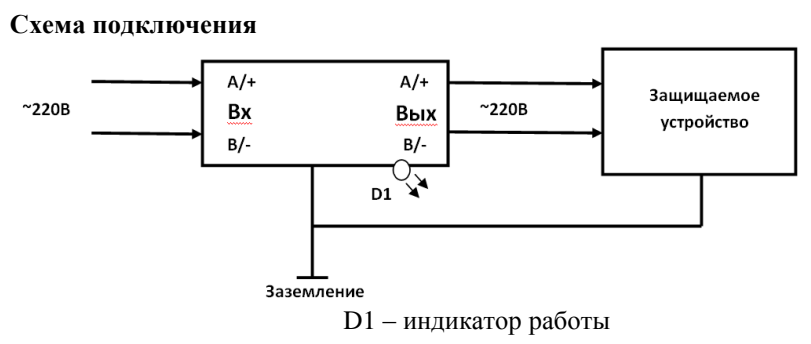 Схема подключения
A/+ A/+
~220В Вх Вых ~220В Защищаемое
B/- B/- устройство
D1
Заземление
D1 – индикатор работы